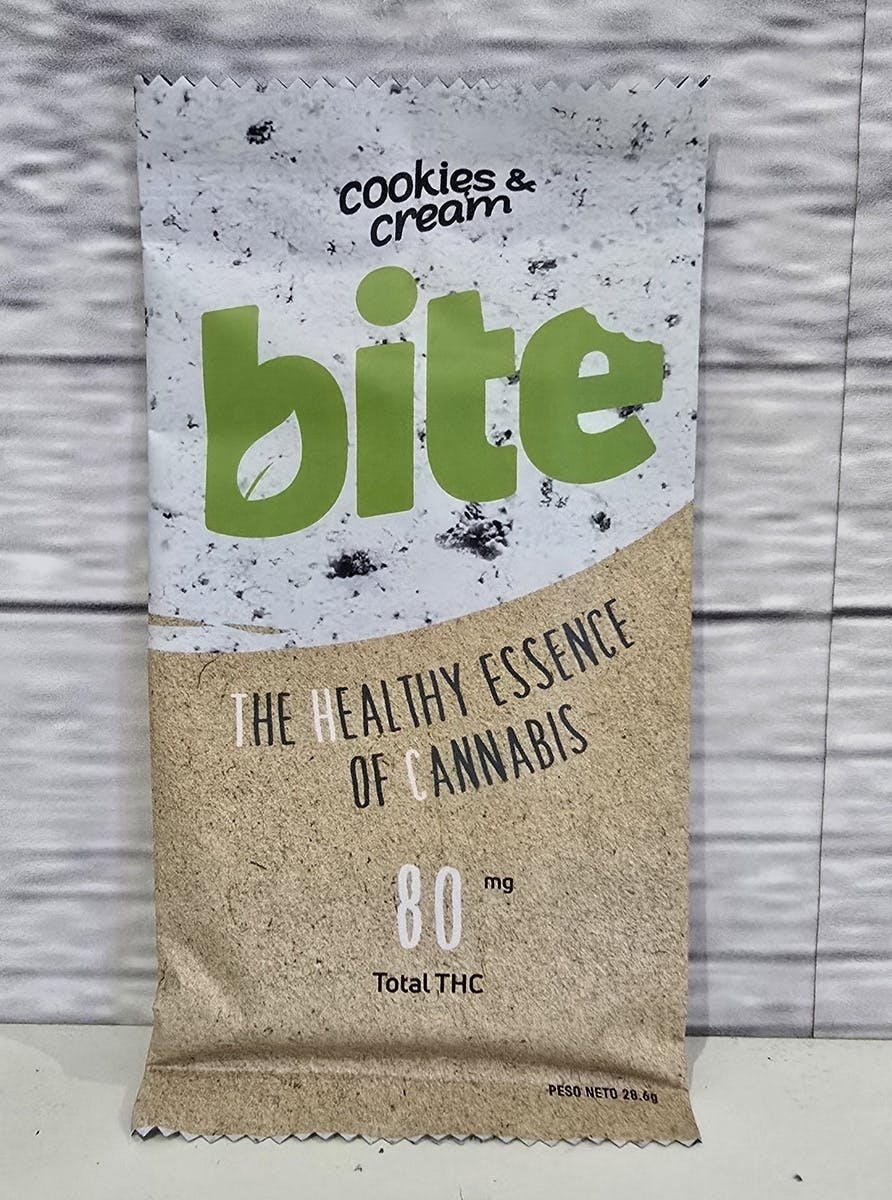 cookies &
cream
bite
THE HEALTHY ESSENCE
OF CANNABIS
80 mg
Total THC
PESO NETO 28.6g